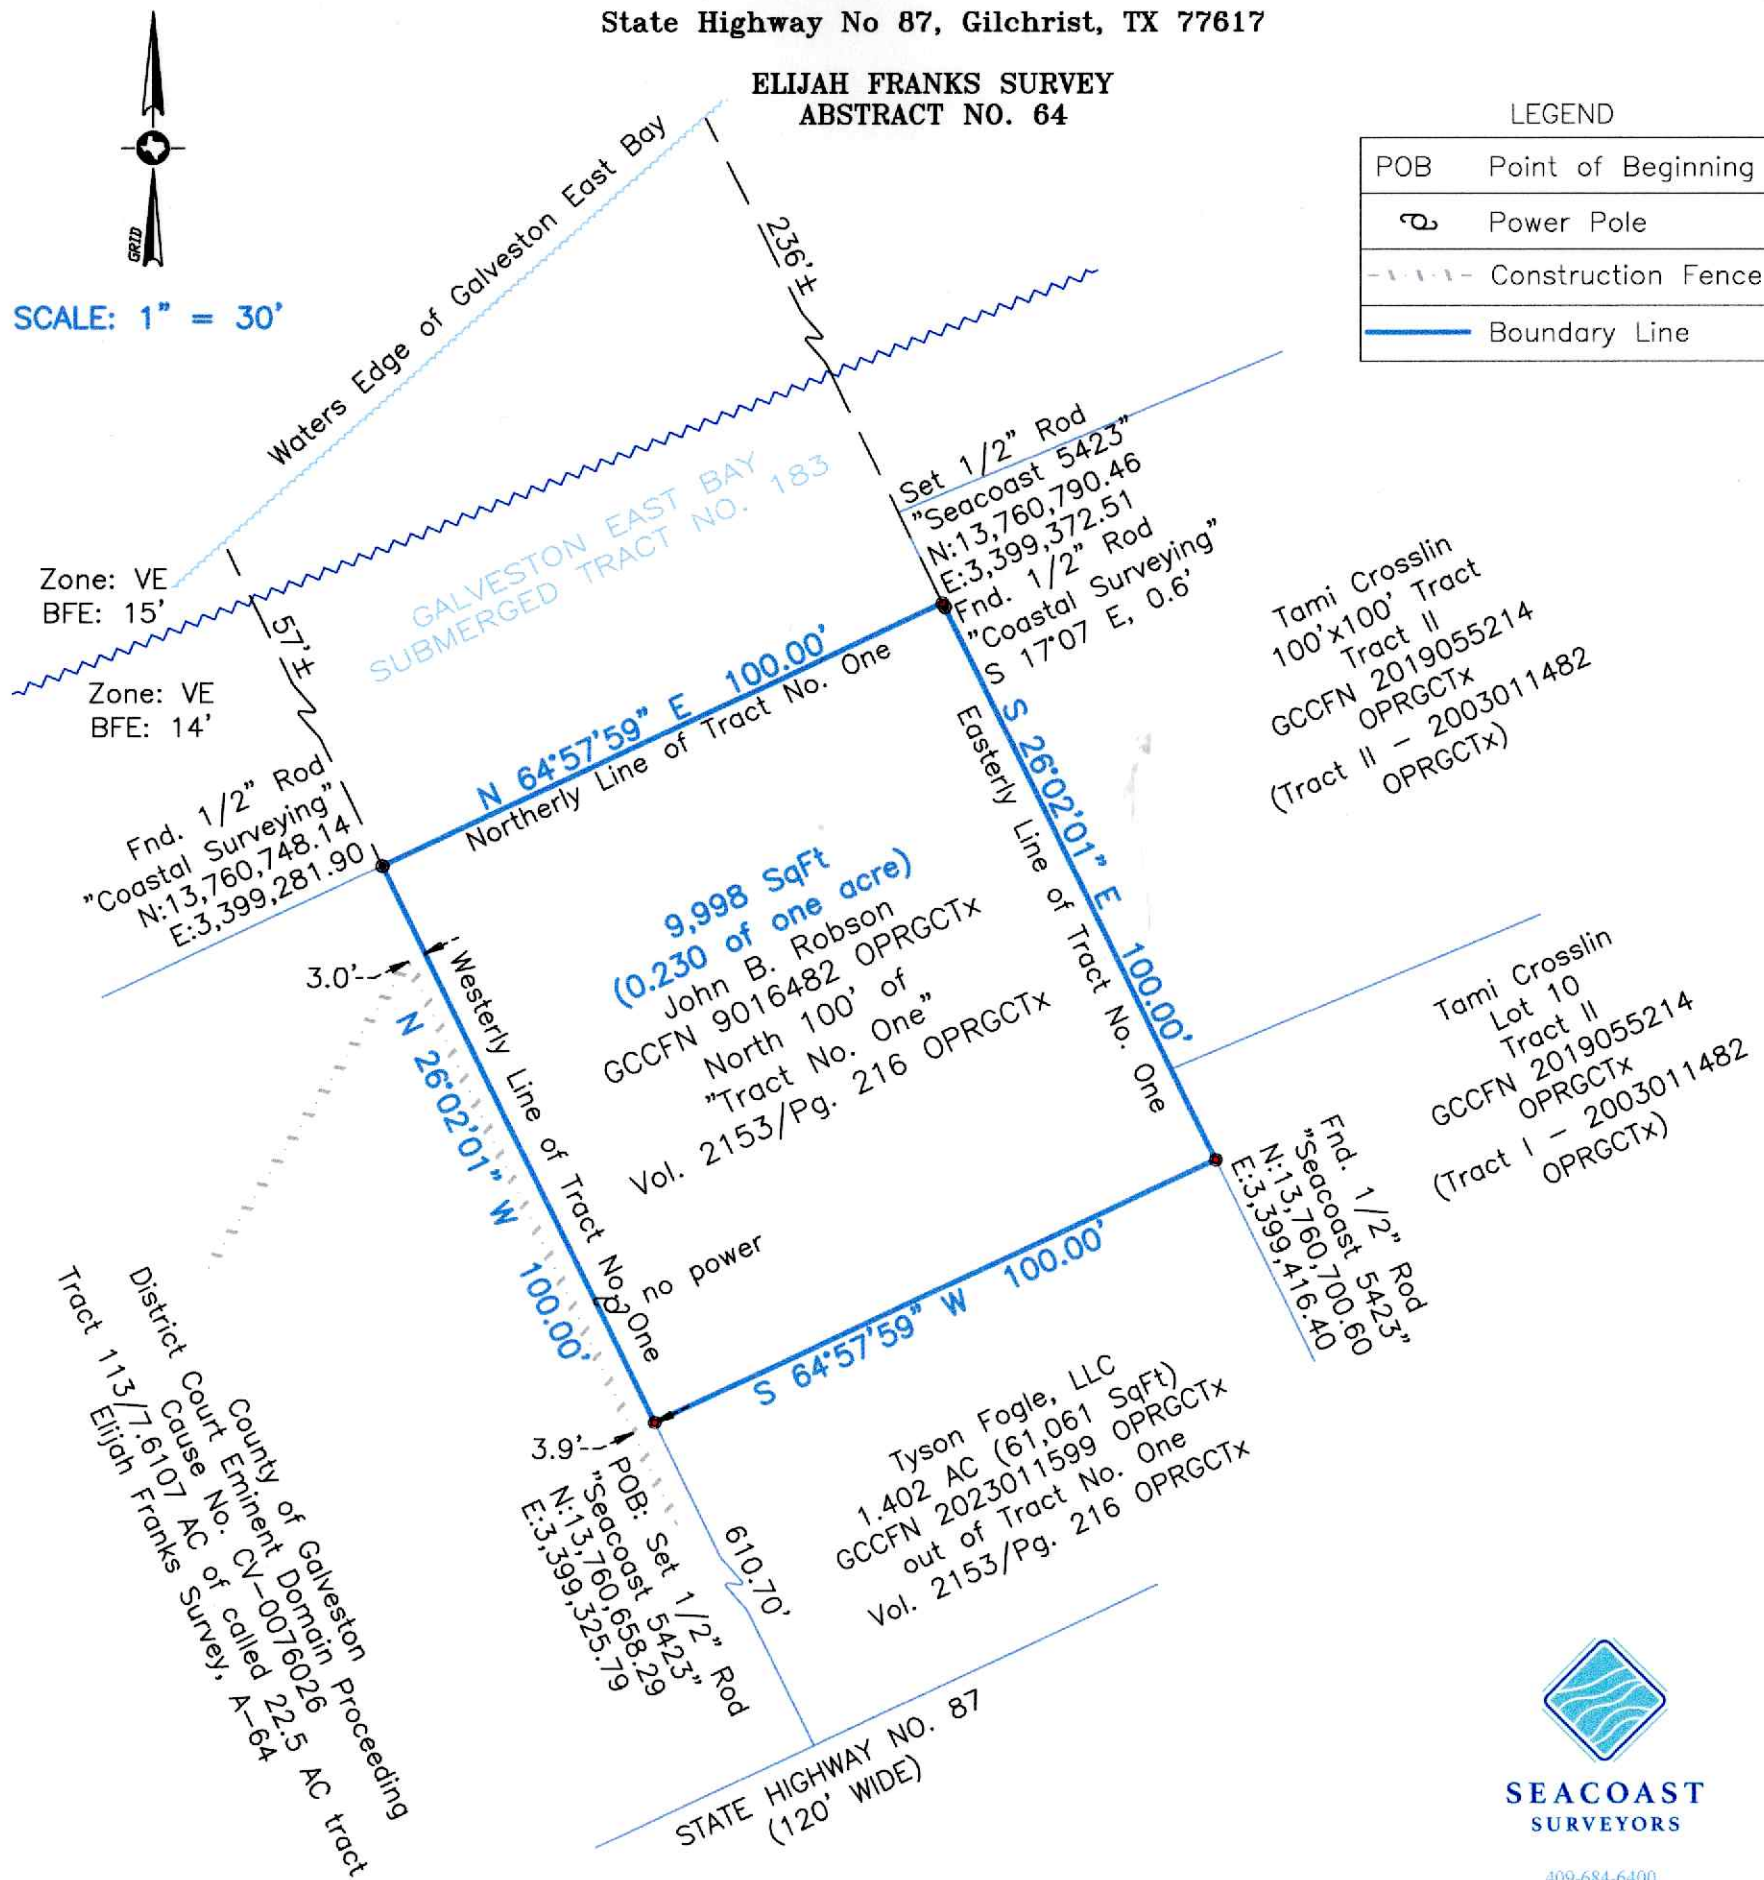 State Highway No 87, Gilchrist, TX 77617
ELIJAH FRANKS SURVEY
ABSTRACT NO. 64
GRID
SCALE: 1" = 30'
LEGEND
POB Point of Beginning
Power Pole
Construction Fence
Boundary Line
Waters Edge of Galveston East Bay
236'±
GALVESTON EAST BAY
SUBMERGED TRACT NO. 183
Zone: VE
BFE: 15'
57'±
Zone: VE
BFE: 14'
Set 1/2" Rod
"Seacoast 5423"
N:13,760,790.46
E:3,399,372.51
Fnd. 1/2" Rod
"Coastal Surveying"
S 17°07 E, 0.6'
Tami Crosslin
100'x100' Tract
Tract II
GCCFN 2019055214
OPRGCTx
(Tract II - 2003011482
OPRGCTx)
N 64°57'59" E 100.00'
Northerly Line of Tract No. One
Fnd. 1/2" Rod
"Coastal Surveying"
N:13,760,748.14
E:3,399,281.90
S 26°02'01" E 100.00'
Easterly Line of Tract No. One
9,998 SqFt
(0.230 of one acre)
John B. Robson
GCCFN 9016482 OPRGCTx
North 100' of
"Tract No. One"
Vol. 2153/Pg. 216 OPRGCTx
3.0'
Westerly Line of Tract No. One
N 26°02'01" W 100.00'
no power
Tami Crosslin
Lot 10
Tract II
GCCFN 2019055214
OPRGCTx
(Tract I - 2003011482
OPRGCTx)
Fnd. 1/2" Rod
"Seacoast 5423"
N:13,760,700.60
E:3,399,416.40
S 64°57'59" W 100.00'
County of Galveston
District Court Eminent Domain Proceeding
Cause No. CV-0076026
Tract 113/7.6107 AC of called 22.5 AC tract
Elijah Franks Survey, A-64
3.9'
POB: Set 1/2" Rod
"Seacoast 5423"
N:13,760,658.29
E:3,399,325.79
610.70'
Tyson Fogle, LLC
1.402 AC (61,061 SqFt)
GCCFN 2023011599 OPRGCTx
out of Tract No. One
Vol. 2153/Pg. 216 OPRGCTx
STATE HIGHWAY NO. 87
(120' WIDE)
SEACOAST
SURVEYORS
409-684-6400